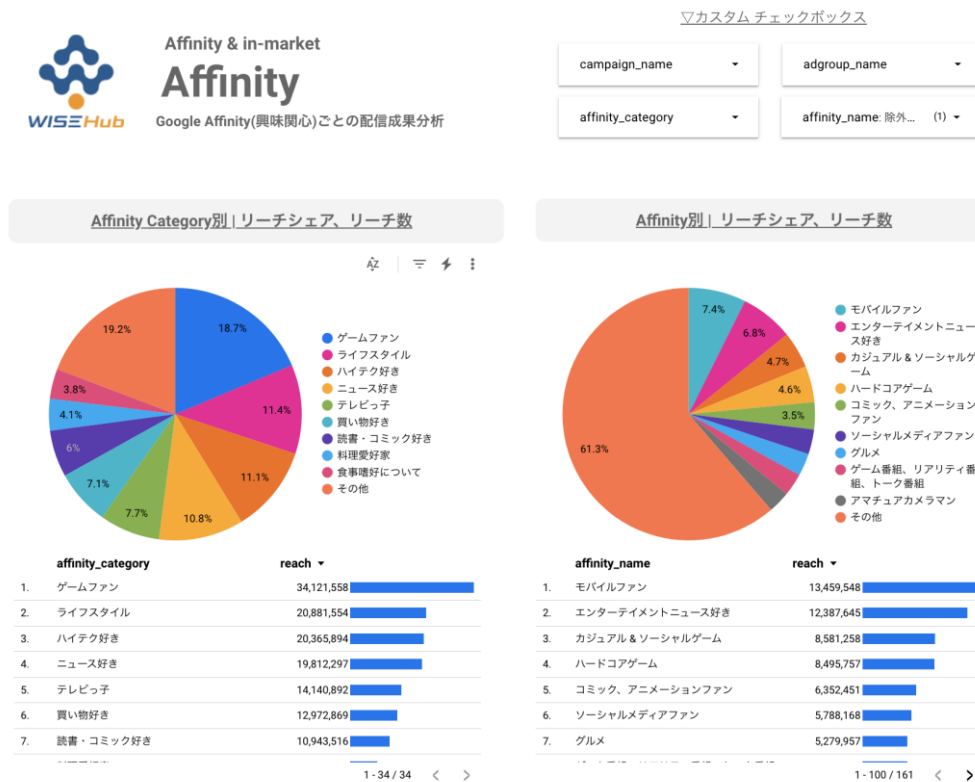 ▽カスタム チェックボックス
Affinity & in-market
Affinity
Google Affinity(興味関心)ごとの配信成果分析
WISEHub
campaign_name
adgroup_name
affinity_category
affinity_name: 除外... (1)
Affinity Category別 | リーチシェア、リーチ数
AZ
18.7%
11.4%
11.1%
10.8%
7.7%
7.1%
6%
4.1%
3.8%
19.2%
ゲームファン
ライフスタイル
ハイテク好き
ニュース好き
テレビっ子
買い物好き
読書・コミック好き
料理愛好家
食事嗜好について
その他
affinity_category reach
1. ゲームファン 34,121,558
2. ライフスタイル 20,881,554
3. ハイテク好き 20,365,894
4. ニュース好き 19,812,297
5. テレビっ子 14,140,892
6. 買い物好き 12,972,869
7. 読書・コミック好き 10,943,516
1 - 34 / 34
Affinity別 | リーチシェア、リーチ数
7.4%
6.8%
4.7%
4.6%
3.5%
61.3%
モバイルファン
エンターテイメントニュー
ス好き
カジュアル & ソーシャルゲ
ーム
ハードコアゲーム
コミック、アニメーション
ファン
ソーシャルメディアファン
グルメ
ゲーム番組、リアリティ番
組、トーク番組
アマチュアカメラマン
その他
affinity_name reach
1. モバイルファン 13,459,548
2. エンターテイメントニュース好き 12,387,645
3. カジュアル & ソーシャルゲーム 8,581,258
4. ハードコアゲーム 8,495,757
5. コミック、アニメーションファン 6,352,451
6. ソーシャルメディアファン 5,788,168
7. グルメ 5,279,957
1 - 100 / 161